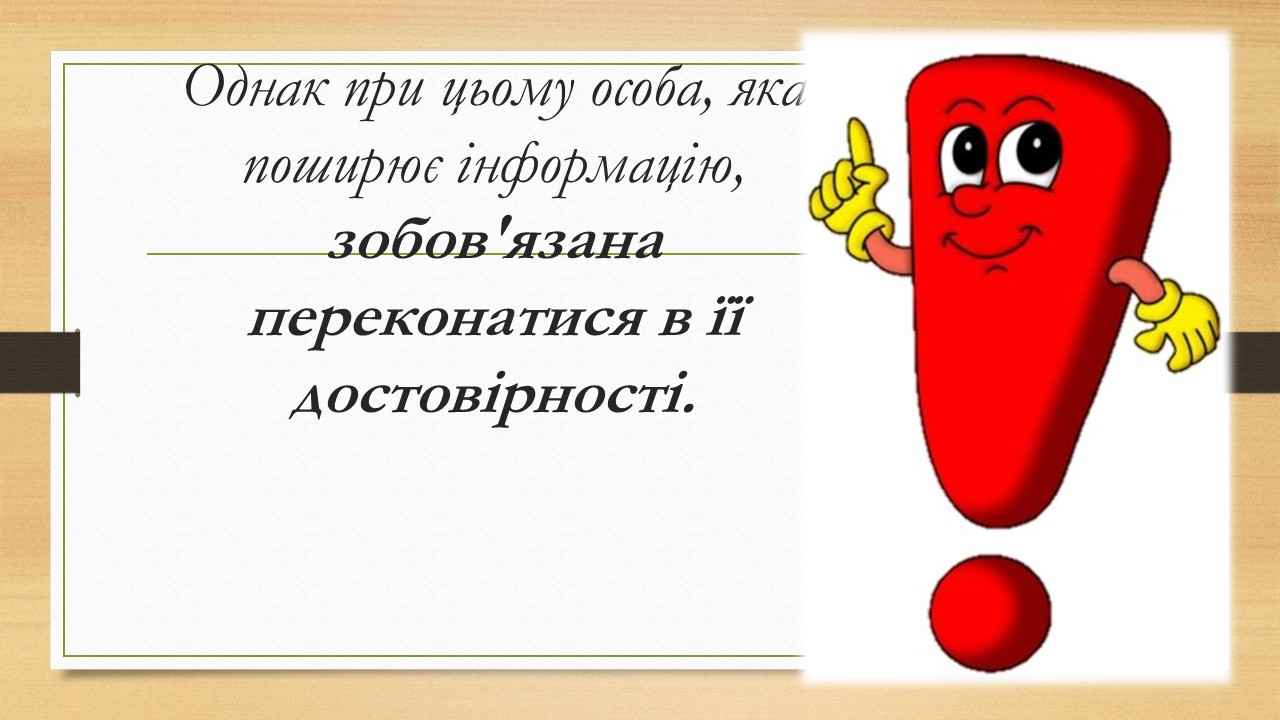 Однак при цьому особа, яка
поширює інформацію,
зобов'язана
переконатися в її
достовірності.